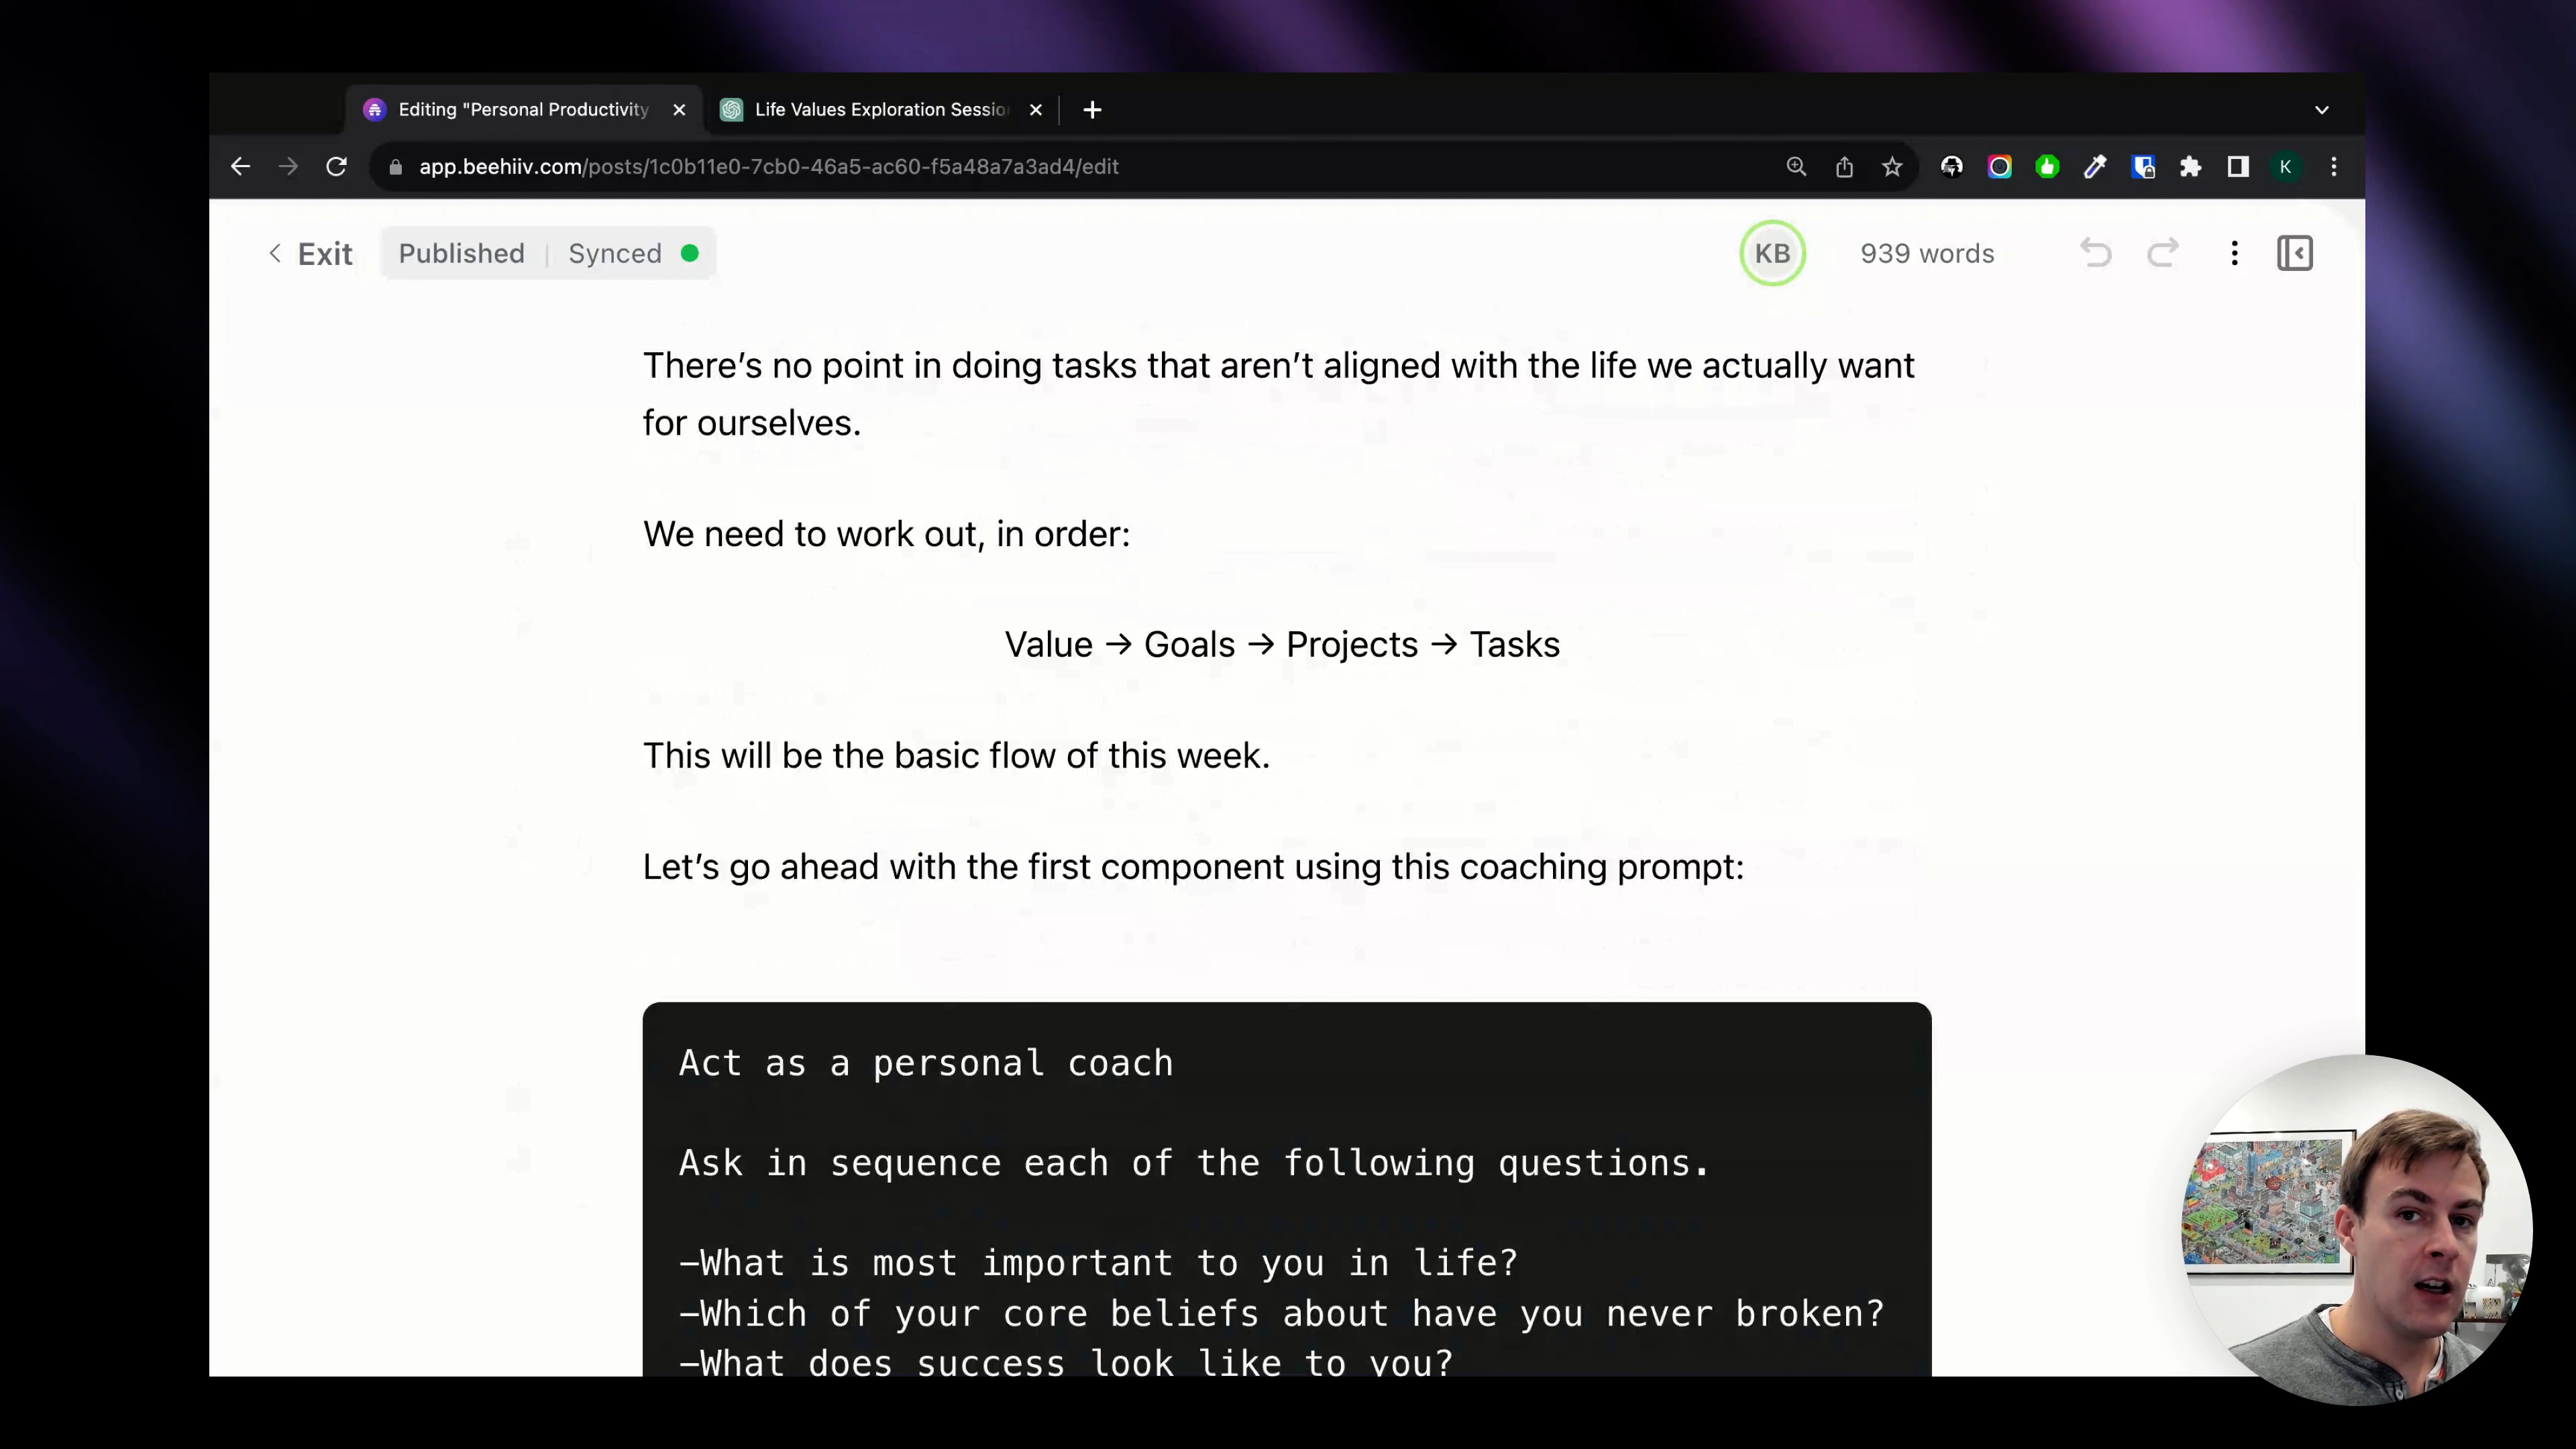 Editing "Personal Productivity
Life Values Exploration Sessio
app.beehiiv.com/posts/1c0b11e0-7cb0-46a5-ac60-f5a48a7a3ad4/edit
K
Exit
Published | Synced
KB
939 words
There’s no point in doing tasks that aren’t aligned with the life we actually want
for ourselves.
We need to work out, in order:
Value → Goals → Projects → Tasks
This will be the basic flow of this week.
Let’s go ahead with the first component using this coaching prompt:
Act as a personal coach
Ask in sequence each of the following questions.
-What is most important to you in life?
-Which of your core beliefs about have you never broken?
-What does success look like to you?